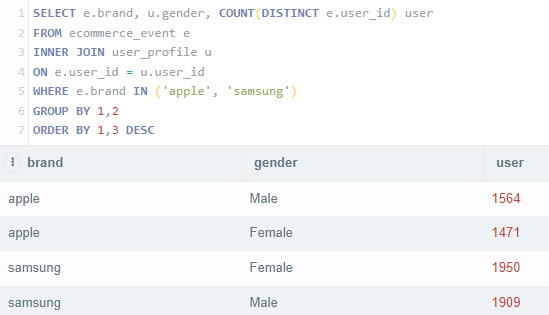 1 SELECT e.brand, u.gender, COUNT(DISTINCT e.user_id) user
2 FROM ecommerce_event e
3 INNER JOIN user_profile u
4 ON e.user_id = u.user_id
5 WHERE e.brand IN ('apple', 'samsung')
6 GROUP BY 1,2
7 ORDER BY 1,3 DESC
brand gender user
apple Male 1564
apple Female 1471
samsung Female 1950
samsung Male 1909